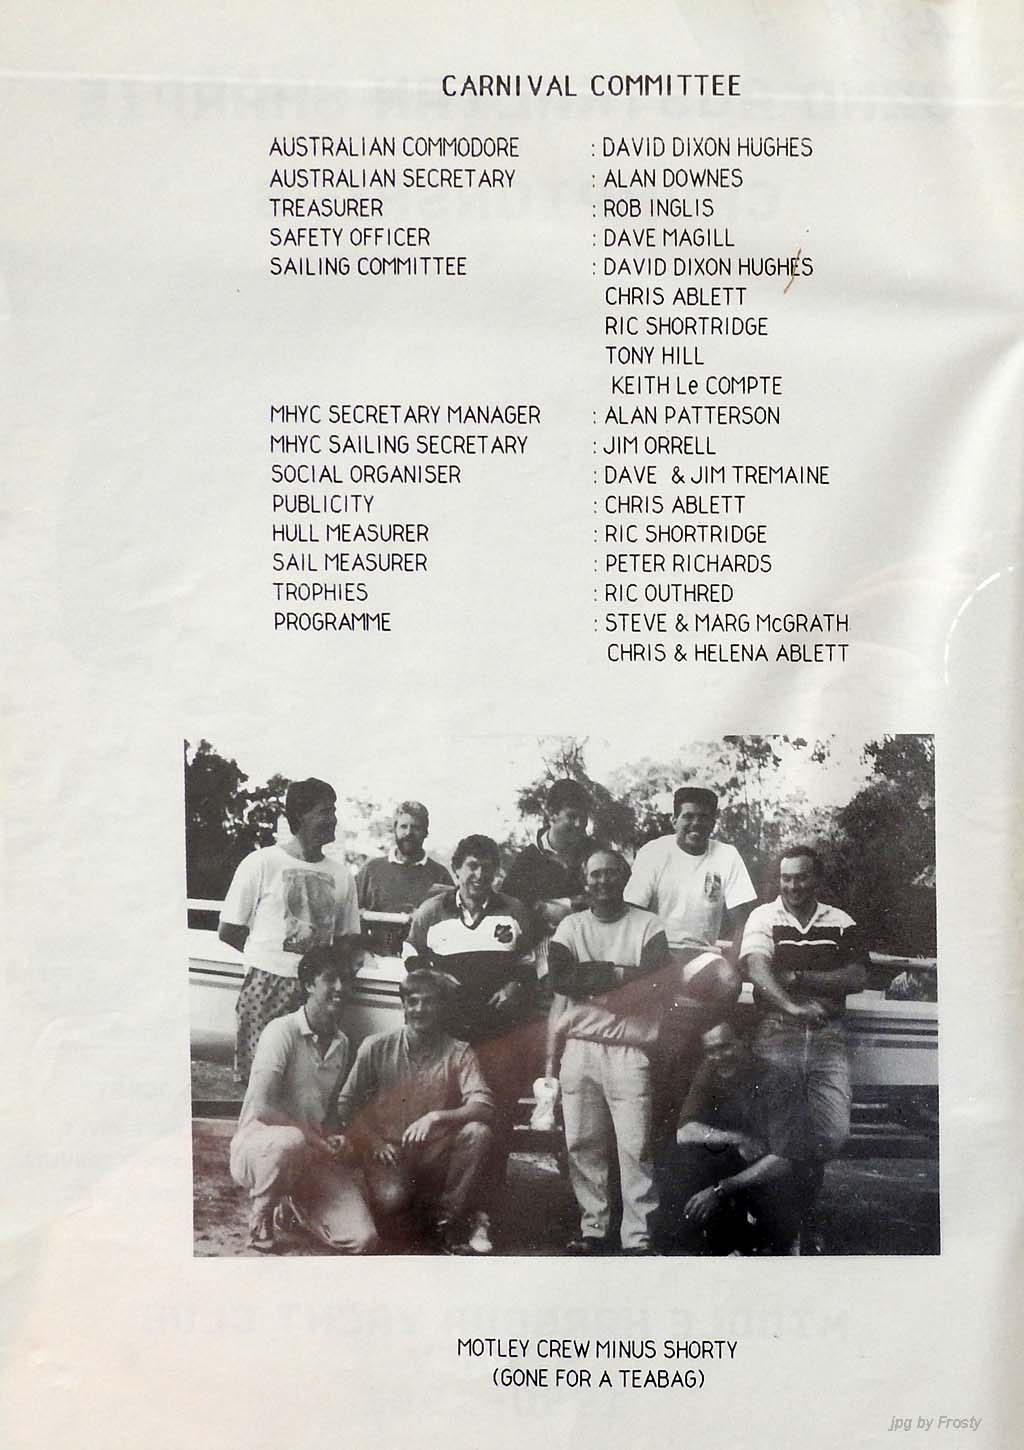 CARNIVAL COMMITTEE
AUSTRALIAN COMMODORE : DAVID DIXON HUGHES
AUSTRALIAN SECRETARY : ALAN DOWNES
TREASURER : ROB INGLIS
SAFETY OFFICER : DAVE MAGILL
SAILING COMMITTEE : DAVID DIXON HUGHES
CHRIS ABLETT
RIC SHORTRIDGE
TONY HILL
KEITH Le COMPTE
MHYC SECRETARY MANAGER : ALAN PATTERSON
MHYC SAILING SECRETARY : JIM ORRELL
SOCIAL ORGANISER : DAVE & JIM TREMAINE
PUBLICITY : CHRIS ABLETT
HULL MEASURER : RIC SHORTRIDGE
SAIL MEASURER : PETER RICHARDS
TROPHIES : RIC OUTHRED
PROGRAMME : STEVE & MARG McGRATH
CHRIS & HELENA ABLETT
MOTLEY CREW MINUS SHORTY
(GONE FOR A TEABAG)
jpg by Frosty